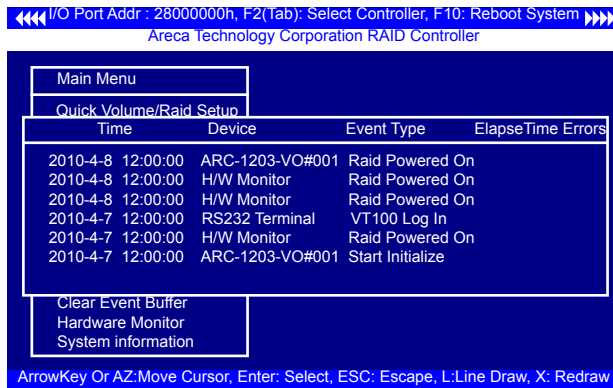 I/O Port Addr : 28000000h, F2(Tab): Select Controller, F10: Reboot System
Areca Technology Corporation RAID Controller
Main Menu
Quick Volume/Raid Setup
Time Device Event Type ElapseTime Errors
2010-4-8 12:00:00 ARC-1203-VO#001 Raid Powered On
2010-4-8 12:00:00 H/W Monitor Raid Powered On
2010-4-8 12:00:00 H/W Monitor Raid Powered On
2010-4-7 12:00:00 RS232 Terminal VT100 Log In
2010-4-7 12:00:00 H/W Monitor Raid Powered On
2010-4-7 12:00:00 ARC-1203-VO#001 Start Initialize
Clear Event Buffer
Hardware Monitor
System information
ArrowKey Or AZ:Move Cursor, Enter: Select, ESC: Escape, L:Line Draw, X: Redraw